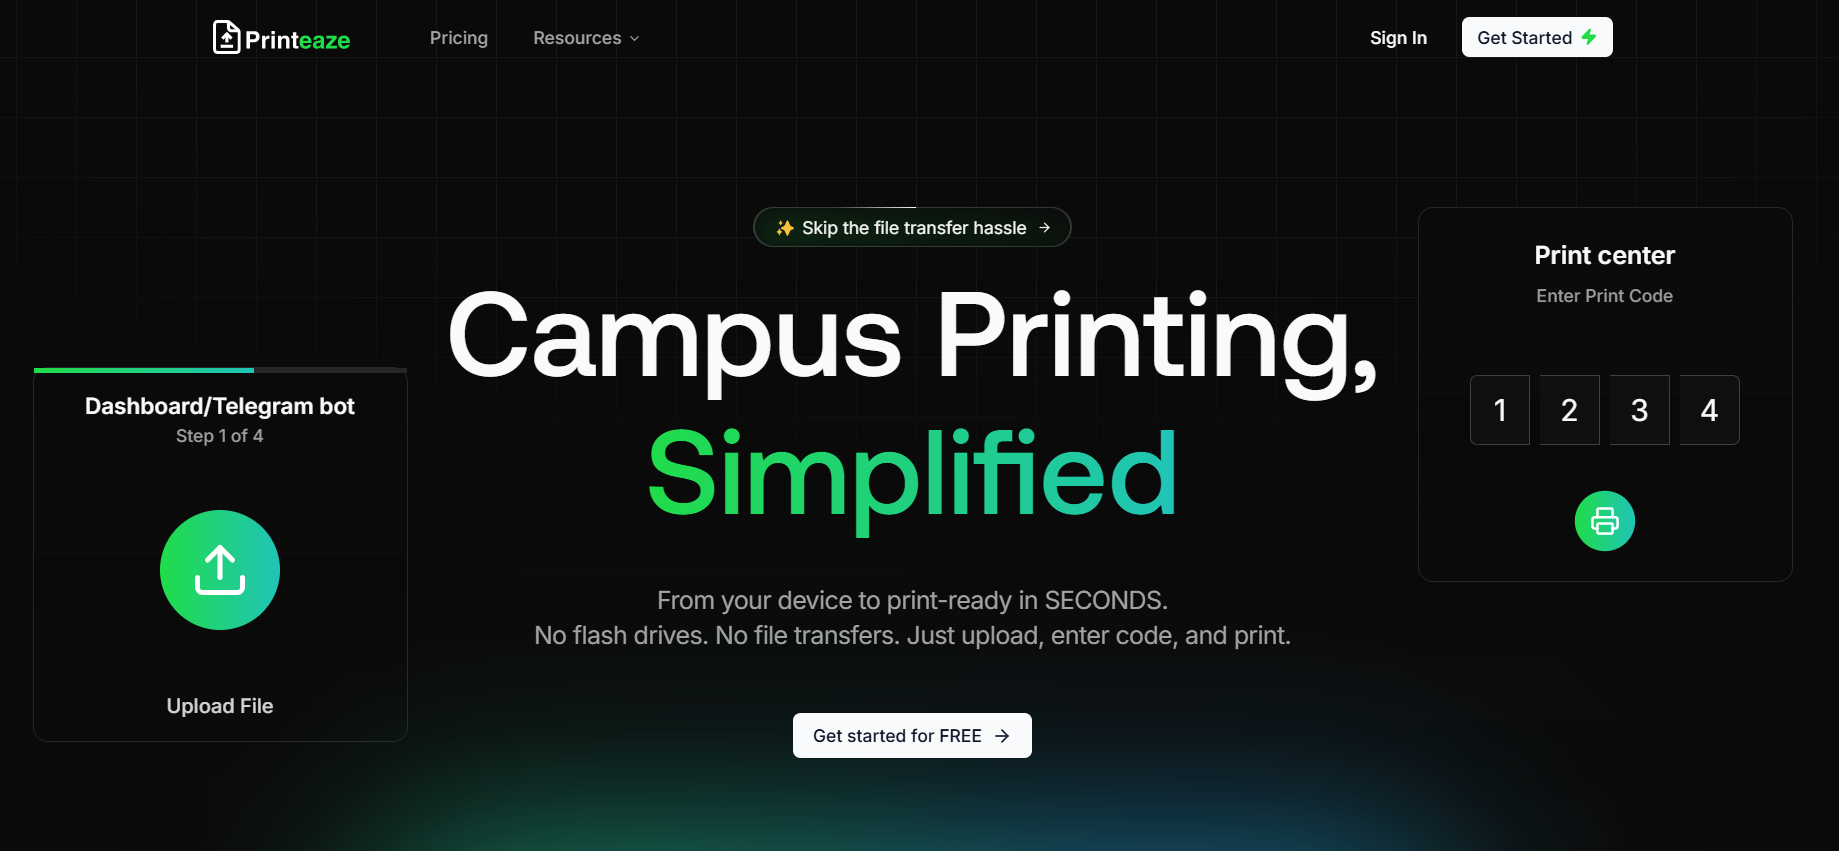 Printeaze
Pricing
Resources
Sign In
Get Started
✨ Skip the file transfer hassle →
Campus Printing,
Simplified
From your device to print-ready in SECONDS.
No flash drives. No file transfers. Just upload, enter code, and print.
Get started for FREE →
Dashboard/Telegram bot
Step 1 of 4
Upload File
Print center
Enter Print Code
1 2 3 4